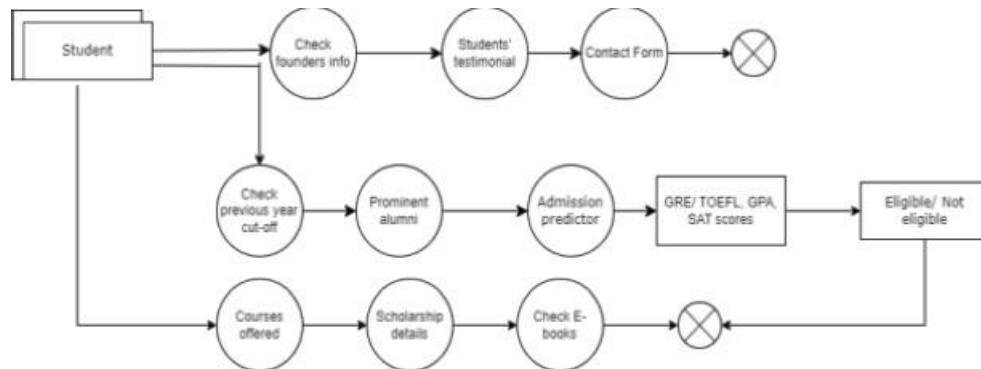 Student
Check
founders info
Students'
testimonial
Contact Form
Check
previous year
cut-off
Prominent
alumni
Admission
predictor
GRE/ TOEFL, GPA,
SAT scores
Eligible/ Not
eligible
Courses
offered
Scholarship
details
Check E-
books